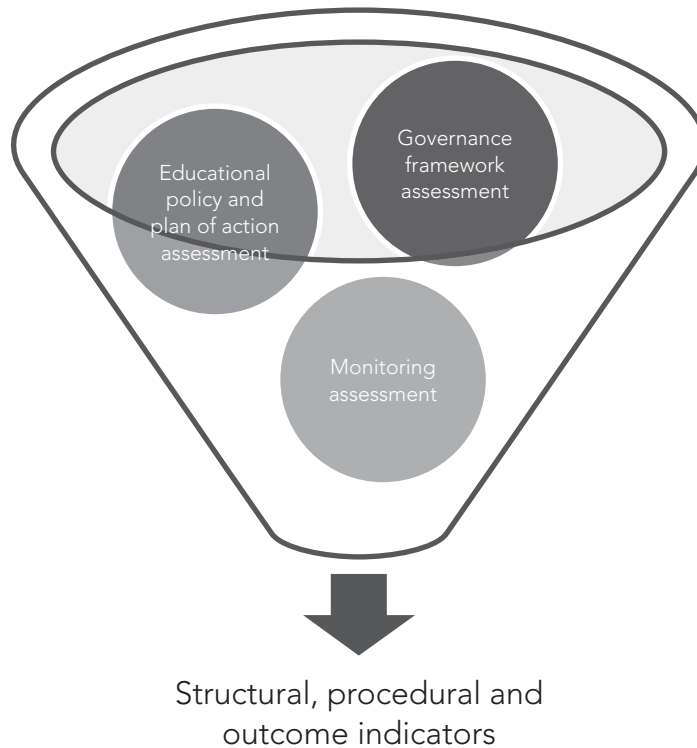 Governance
framework
assessment
Educational
policy and
plan of action
assessment
Monitoring
assessment
Structural, procedural and
outcome indicators